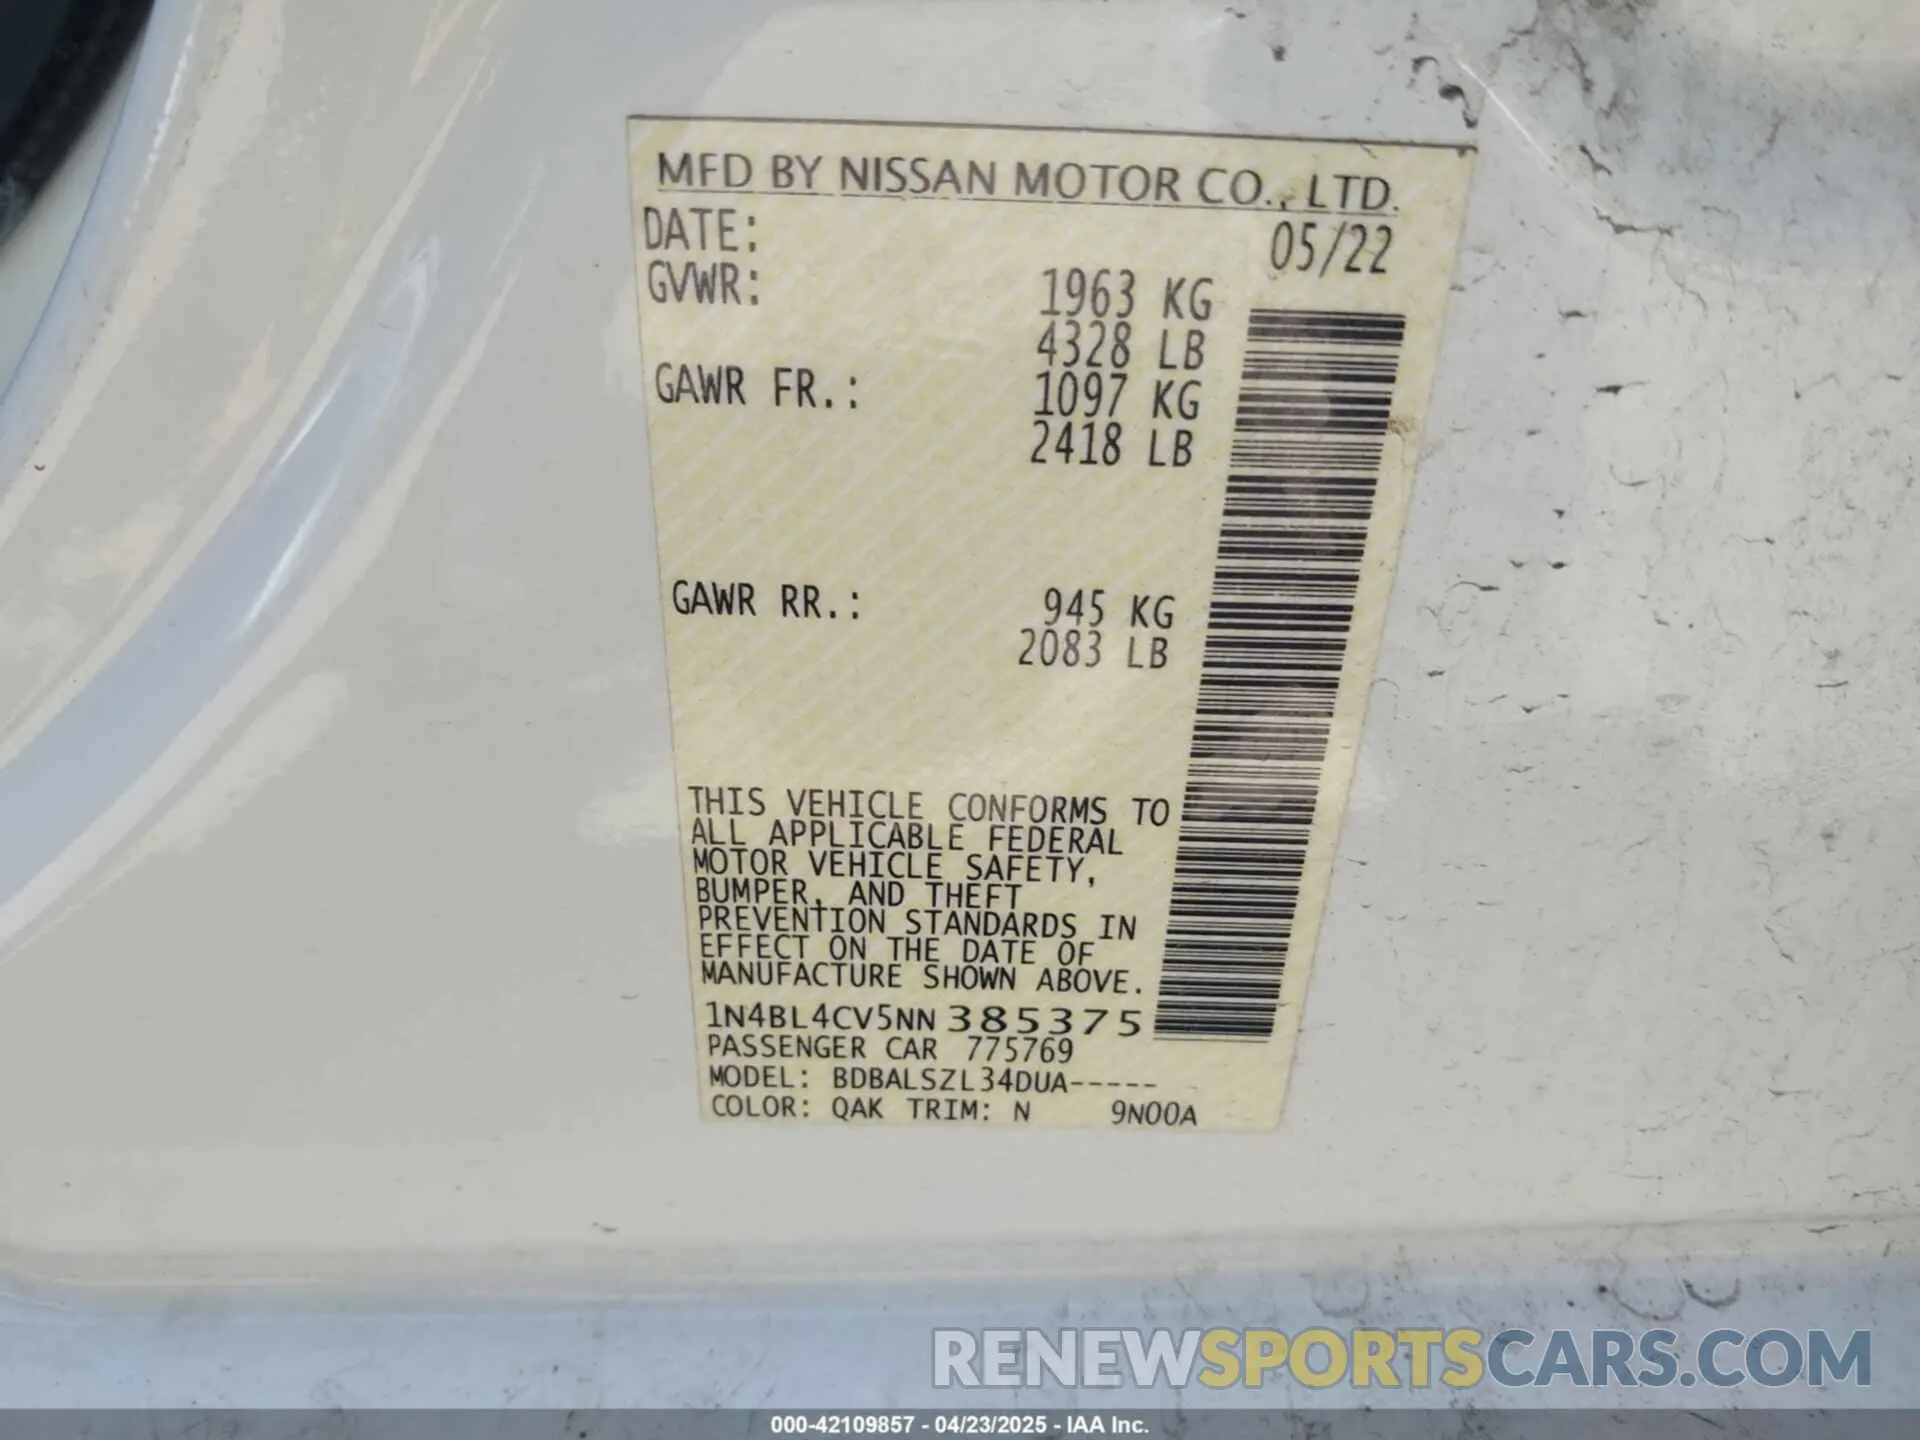 MFD BY NISSAN MOTOR CO., LTD.
DATE: 05/22
GVWR: 1963 KG
4328 LB
GAWR FR.: 1097 KG
2418 LB
GAWR RR.: 945 KG
2083 LB
THIS VEHICLE CONFORMS TO
ALL APPLICABLE FEDERAL
MOTOR VEHICLE SAFETY,
BUMPER, AND THEFT
PREVENTION STANDARDS IN
EFFECT ON THE DATE OF
MANUFACTURE SHOWN ABOVE.
1N4BL4CV5NN385375
PASSENGER CAR 775769
MODEL: BDBALSZL34DUA-----
COLOR: QAK TRIM: N 9N00A
RENEWSPORTSCARS.COM
000-42109857 - 04/23/2025 - IAA Inc.